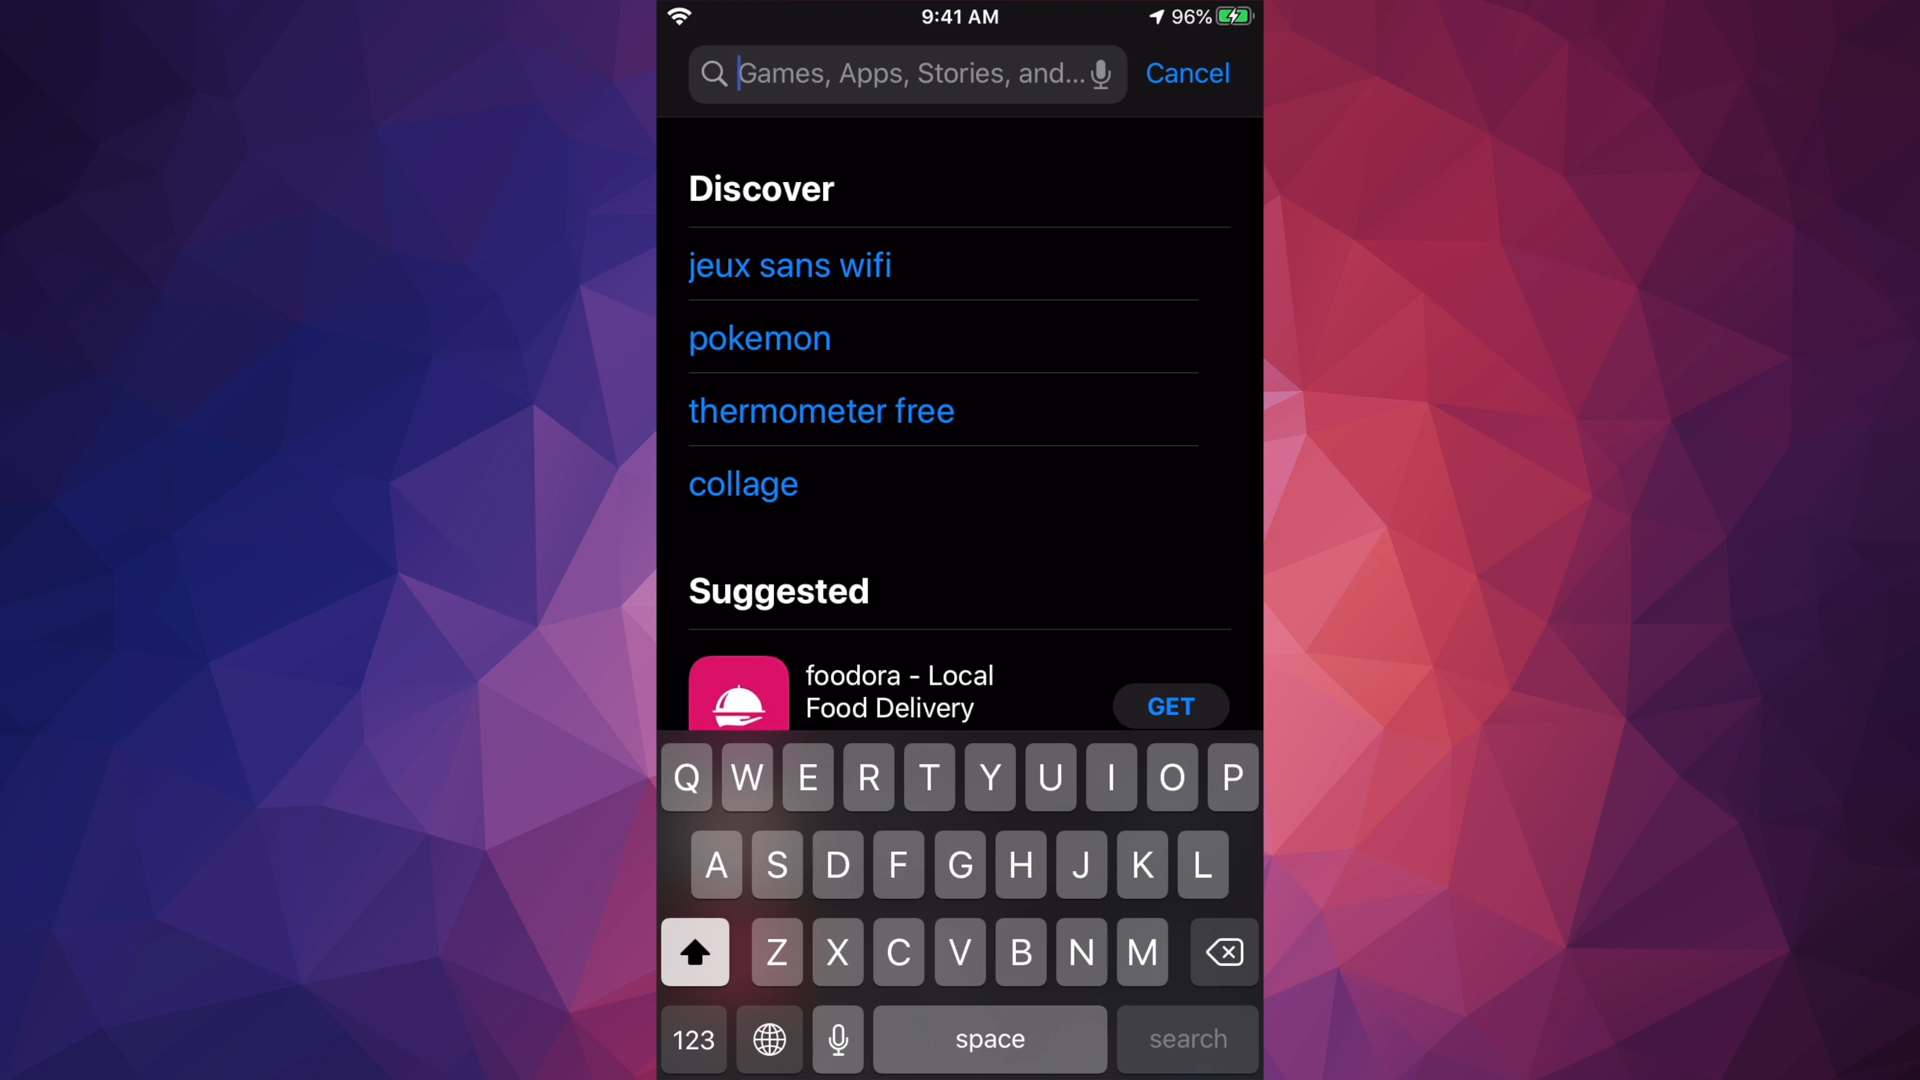 9:41 AM
96%
Games, Apps, Stories, and...
Cancel
Discover
jeux sans wifi
pokemon
thermometer free
collage
Suggested
foodora - Local
Food Delivery
GET
Q W E R T Y U I O P
A S D F G H J K L
Z X C V B N M
123
space
search